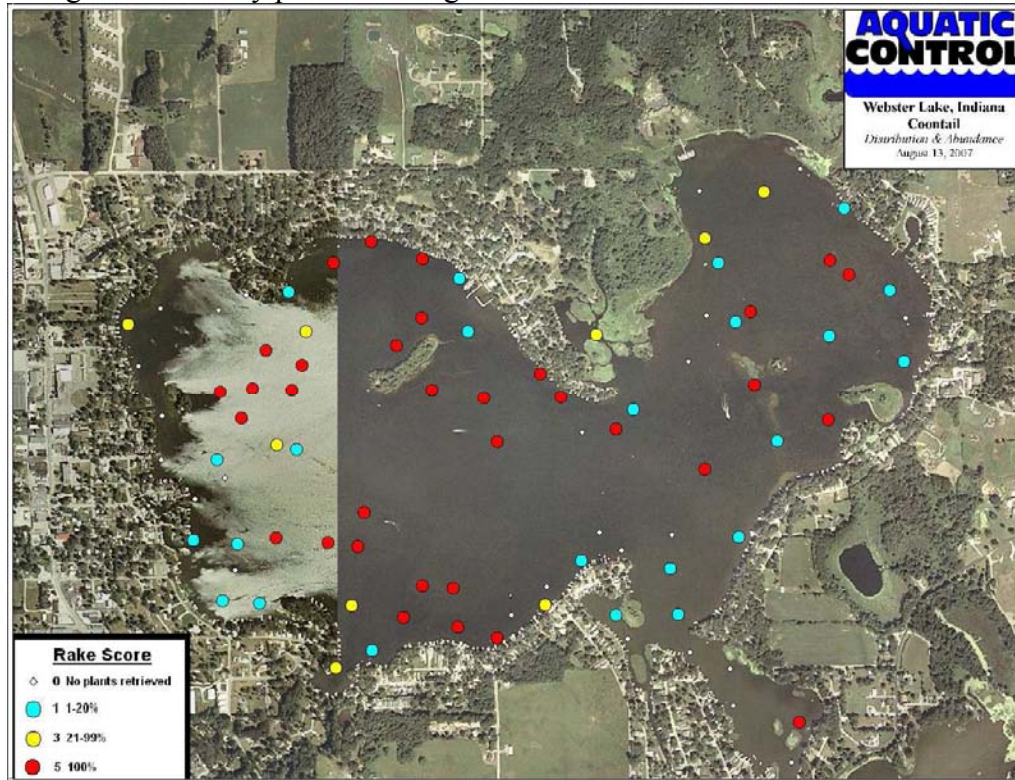 AQUATIC
CONTROL
Webster Lake, Indiana
Coontail
Distribution & Abundance
August 13, 2007
Rake Score
0 No plants retrieved
1 1-20%
3 21-99%
5 100%